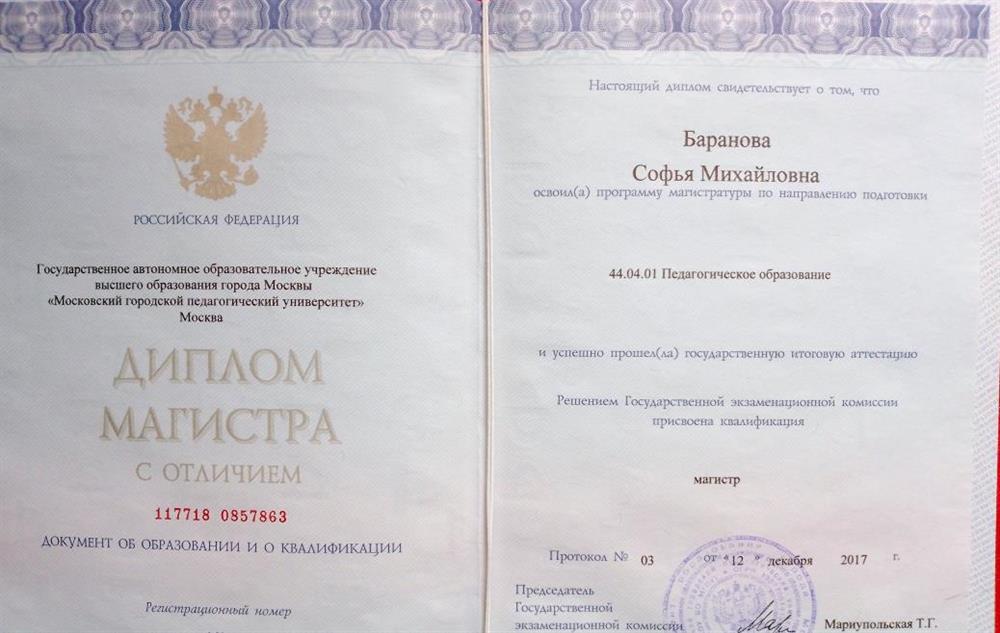 РОССИЙСКАЯ ФЕДЕРАЦИЯ
Государственное автономное образовательное учреждение
высшего образования города Москвы
«Московский городской педагогический университет»
Москва
ДИПЛОМ
МАГИСТРА
С ОТЛИЧИЕМ
117718 0857863
ДОКУМЕНТ ОБ ОБРАЗОВАНИИ И О КВАЛИФИКАЦИИ
Регистрационный номер
Настоящий диплом свидетельствует о том, что
Баранова
Софья Михайловна
освоил(а) программу магистратуры по направлению подготовки
44.04.01 Педагогическое образование
и успешно прошел(ла) государственную итоговую аттестацию
Решением Государственной экзаменационной комиссии
присвоена квалификация
магистр
Протокол № 03 от "12" декабря 2017 г.
Председатель
Государственной
экзаменационной комиссии Мариупольская Т.Г.